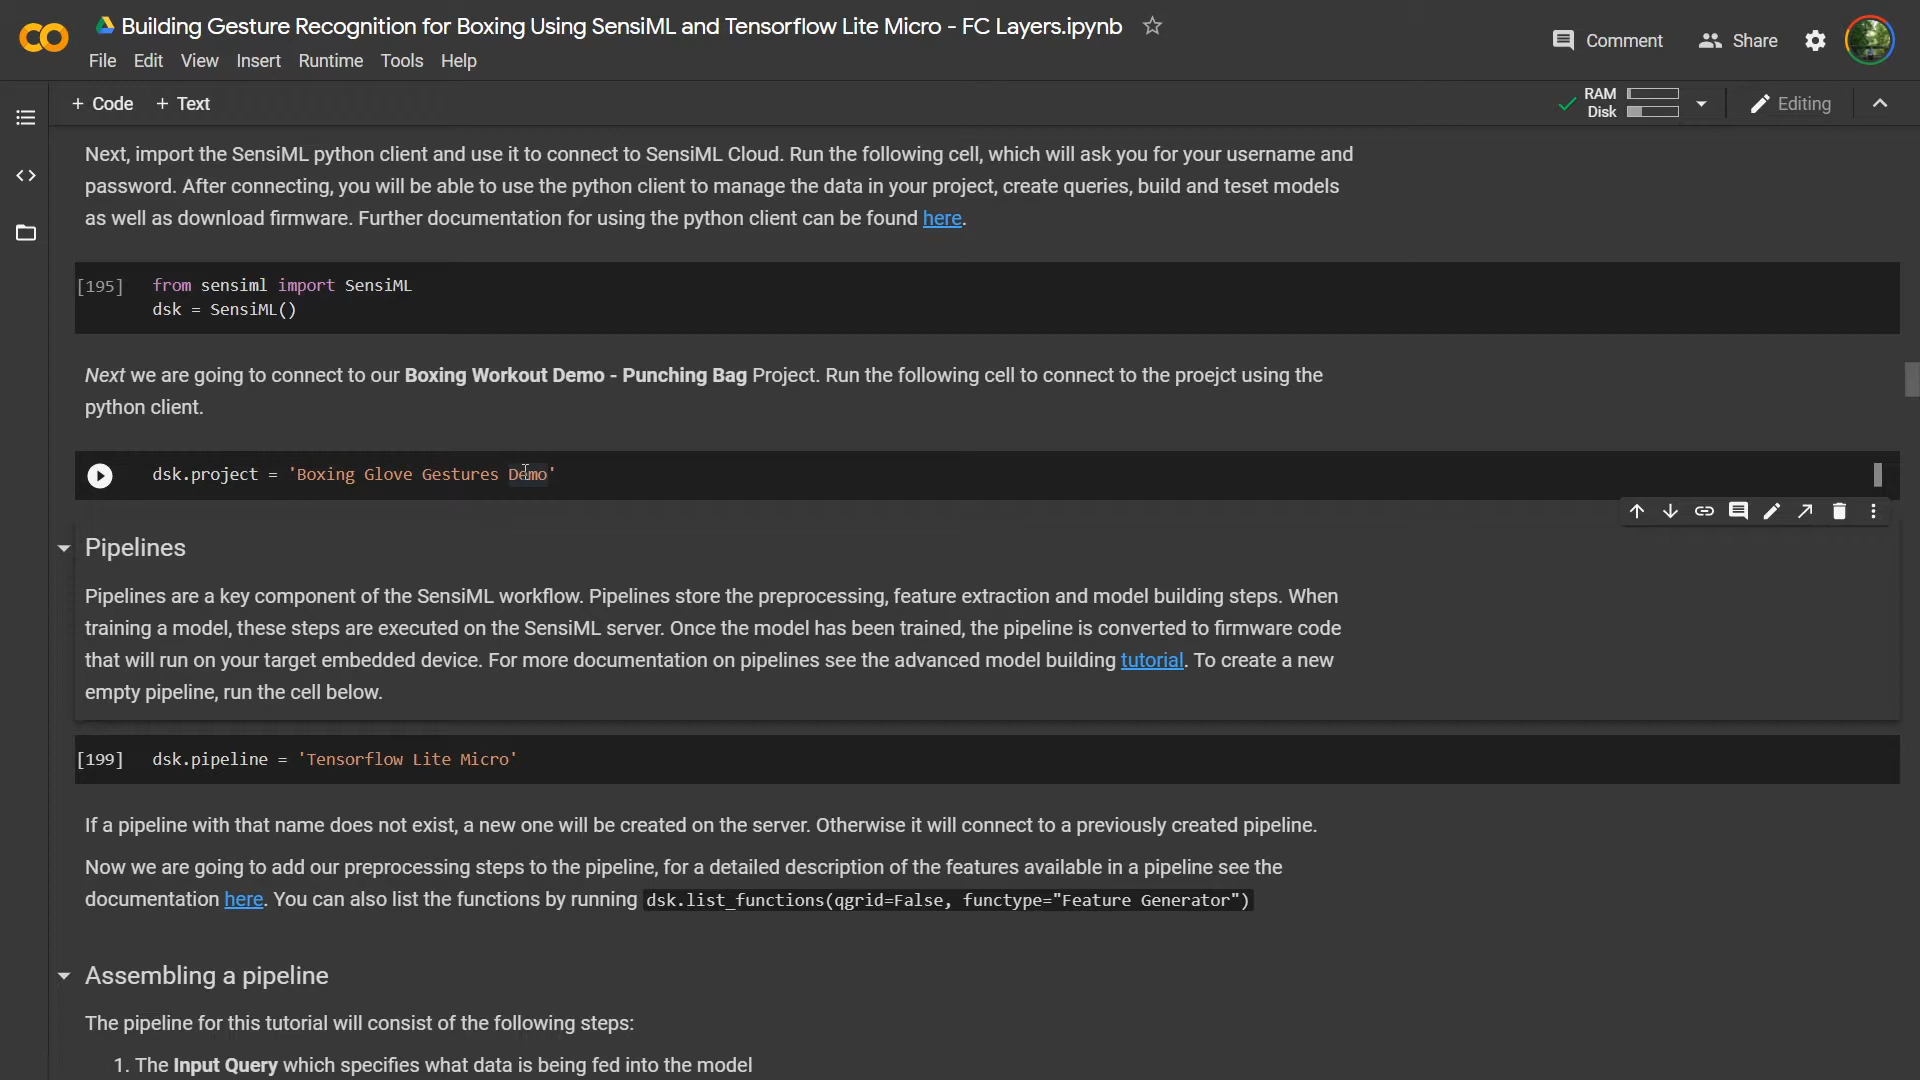 Building Gesture Recognition for Boxing Using SensiML and Tensorflow Lite Micro - FC Layers.ipynb
File Edit View Insert Runtime Tools Help
Comment Share
+ Code + Text
RAM
Disk
Editing
Next, import the SensiML python client and use it to connect to SensiML Cloud. Run the following cell, which will ask you for your username and
password. After connecting, you will be able to use the python client to manage the data in your project, create queries, build and teset models
as well as download firmware. Further documentation for using the python client can be found here.
[195] from sensiml import SensiML
dsk = SensiML()
Next we are going to connect to our Boxing Workout Demo - Punching Bag Project. Run the following cell to connect to the proejct using the
python client.
dsk.project = 'Boxing Glove Gestures Demo'
Pipelines
Pipelines are a key component of the SensiML workflow. Pipelines store the preprocessing, feature extraction and model building steps. When
training a model, these steps are executed on the SensiML server. Once the model has been trained, the pipeline is converted to firmware code
that will run on your target embedded device. For more documentation on pipelines see the advanced model building tutorial. To create a new
empty pipeline, run the cell below.
[199] dsk.pipeline = 'Tensorflow Lite Micro'
If a pipeline with that name does not exist, a new one will be created on the server. Otherwise it will connect to a previously created pipeline.
Now we are going to add our preprocessing steps to the pipeline, for a detailed description of the features available in a pipeline see the
documentation here. You can also list the functions by running dsk.list_functions(qgrid=False, functype="Feature Generator")
Assembling a pipeline
The pipeline for this tutorial will consist of the following steps:
1. The Input Query which specifies what data is being fed into the model